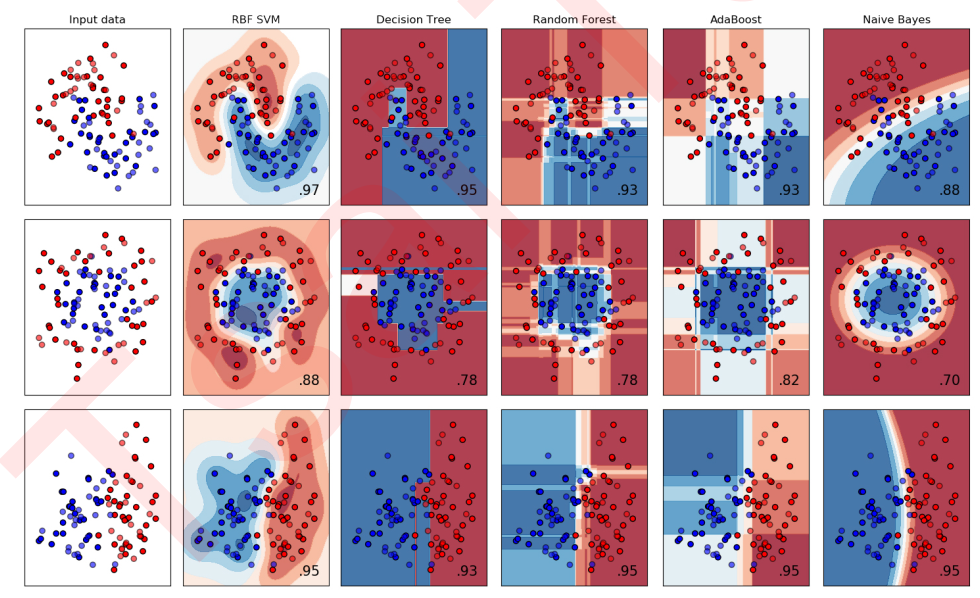 Input data RBF SVM Decision Tree Random Forest AdaBoost Naive Bayes
.97 .95 .93 .93 .88
.88 .78 .78 .82 .70
.95 .93 .95 .95 .95